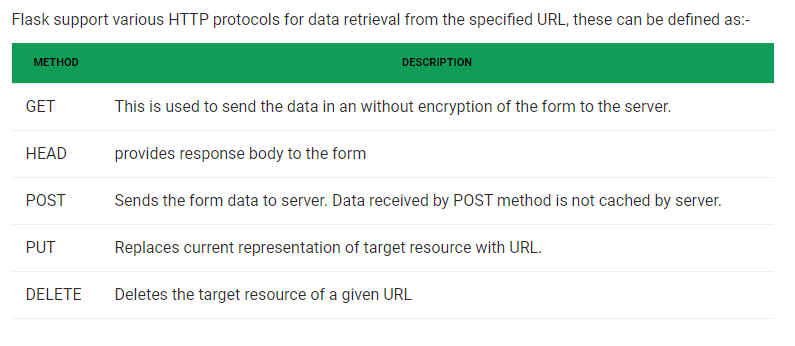 Flask support various HTTP protocols for data retrieval from the specified URL, these can be defined as:-
METHOD DESCRIPTION
GET This is used to send the data in an without encryption of the form to the server.
HEAD provides response body to the form
POST Sends the form data to server. Data received by POST method is not cached by server.
PUT Replaces current representation of target resource with URL.
DELETE Deletes the target resource of a given URL